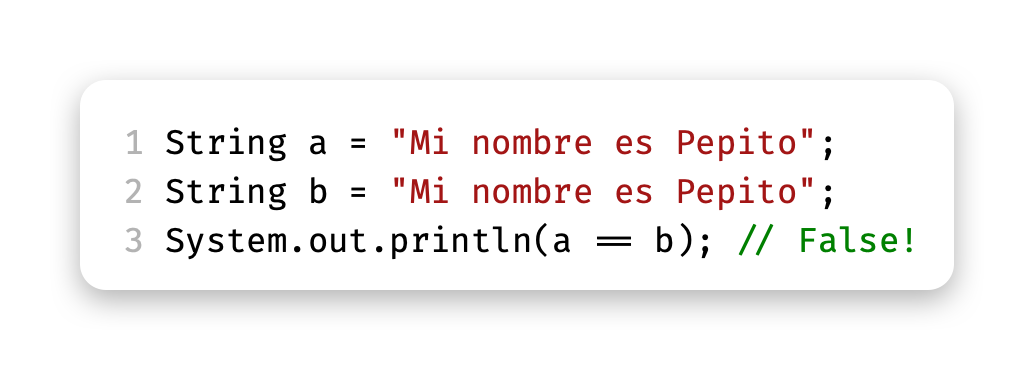 1 String a = "Mi nombre es Pepito";
2 String b = "Mi nombre es Pepito";
3 System.out.println(a == b); // False!